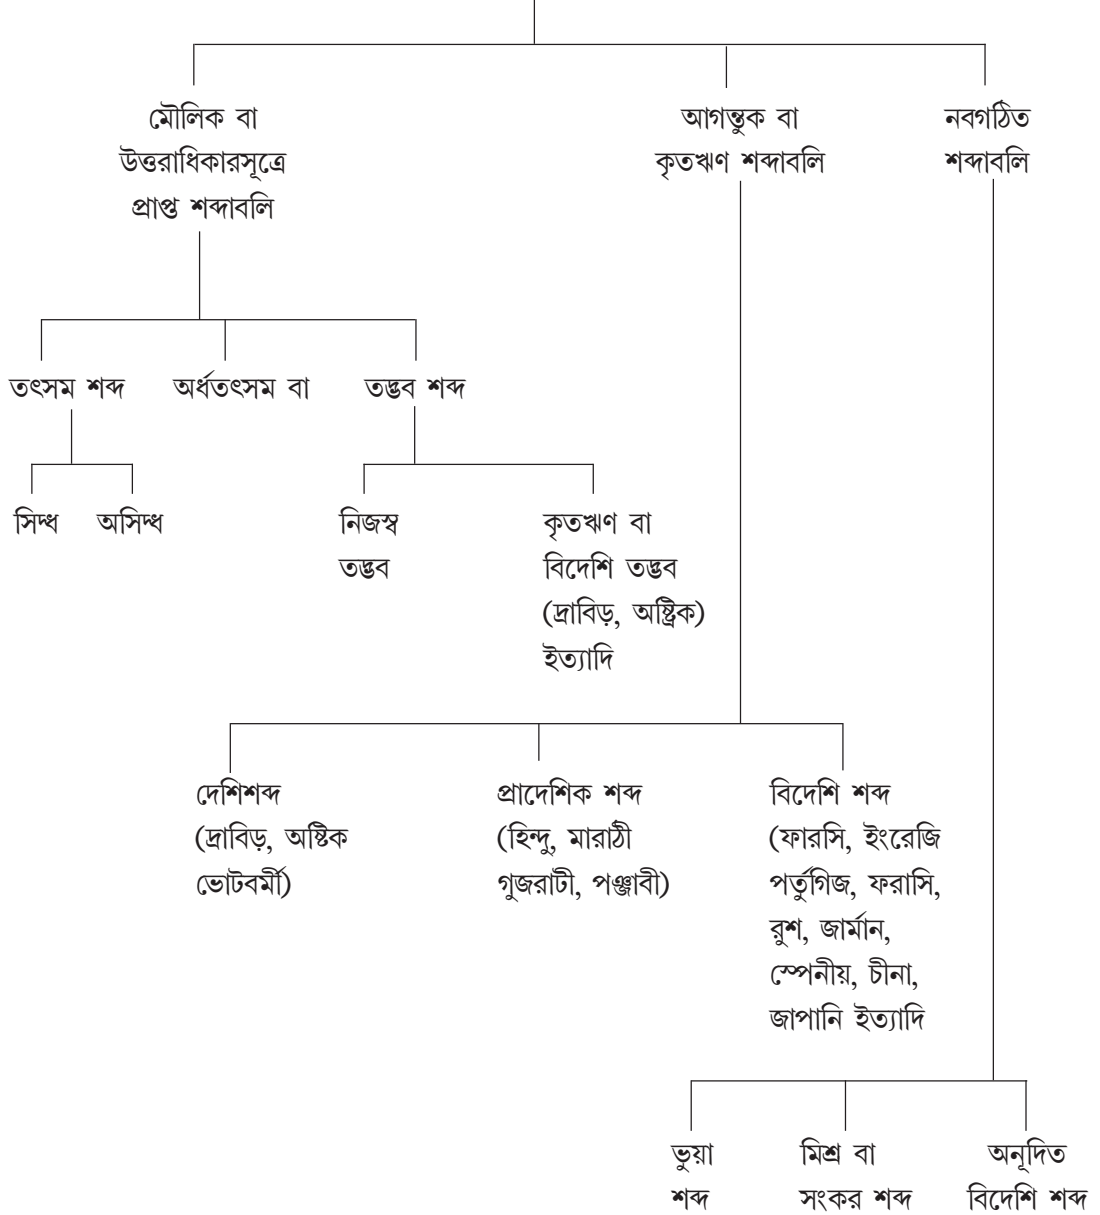 মৌলিক বা
উত্তরাধিকারসূত্রে
প্রাপ্ত শব্দাবলি
আগন্তুক বা
কৃতঋণ শব্দাবলি
নবগঠিত
শব্দাবলি
তৎসম শব্দ
অর্ধতৎসম বা
তদ্ভব শব্দ
সিদ্ধ
অসিদ্ধ
নিজস্ব
তদ্ভব
কৃতঋণ বা
বিদেশি তদ্ভব
(দ্রাবিড়, অষ্ট্রিক)
ইত্যাদি
দেশিশব্দ
(দ্রাবিড়, অষ্টিক
ভোটবর্মী)
প্রাদেশিক শব্দ
(হিন্দু, মারাঠী
গুজরাটী, পঞ্জাবী)
বিদেশি শব্দ
(ফারসি, ইংরেজি
পর্তুগিজ, ফরাসি,
রুশ, জার্মান,
স্পেনীয়, চীনা,
জাপানি ইত্যাদি
ভুয়া
শব্দ
মিশ্র বা
সংকর শব্দ
অনূদিত
বিদেশি শব্দ